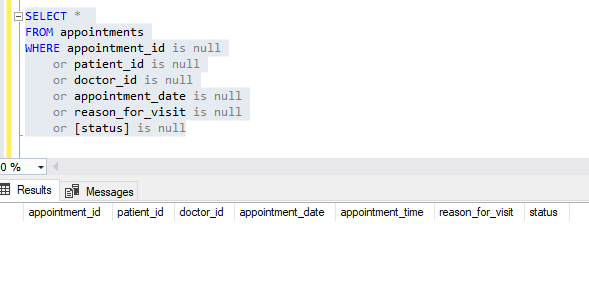 SELECT *
FROM appointments
WHERE appointment_id is null
or patient_id is null
or doctor_id is null
or appointment_date is null
or reason_for_visit is null
or [status] is null
0 %
Results Messages
appointment_id patient_id doctor_id appointment_date appointment_time reason_for_visit status